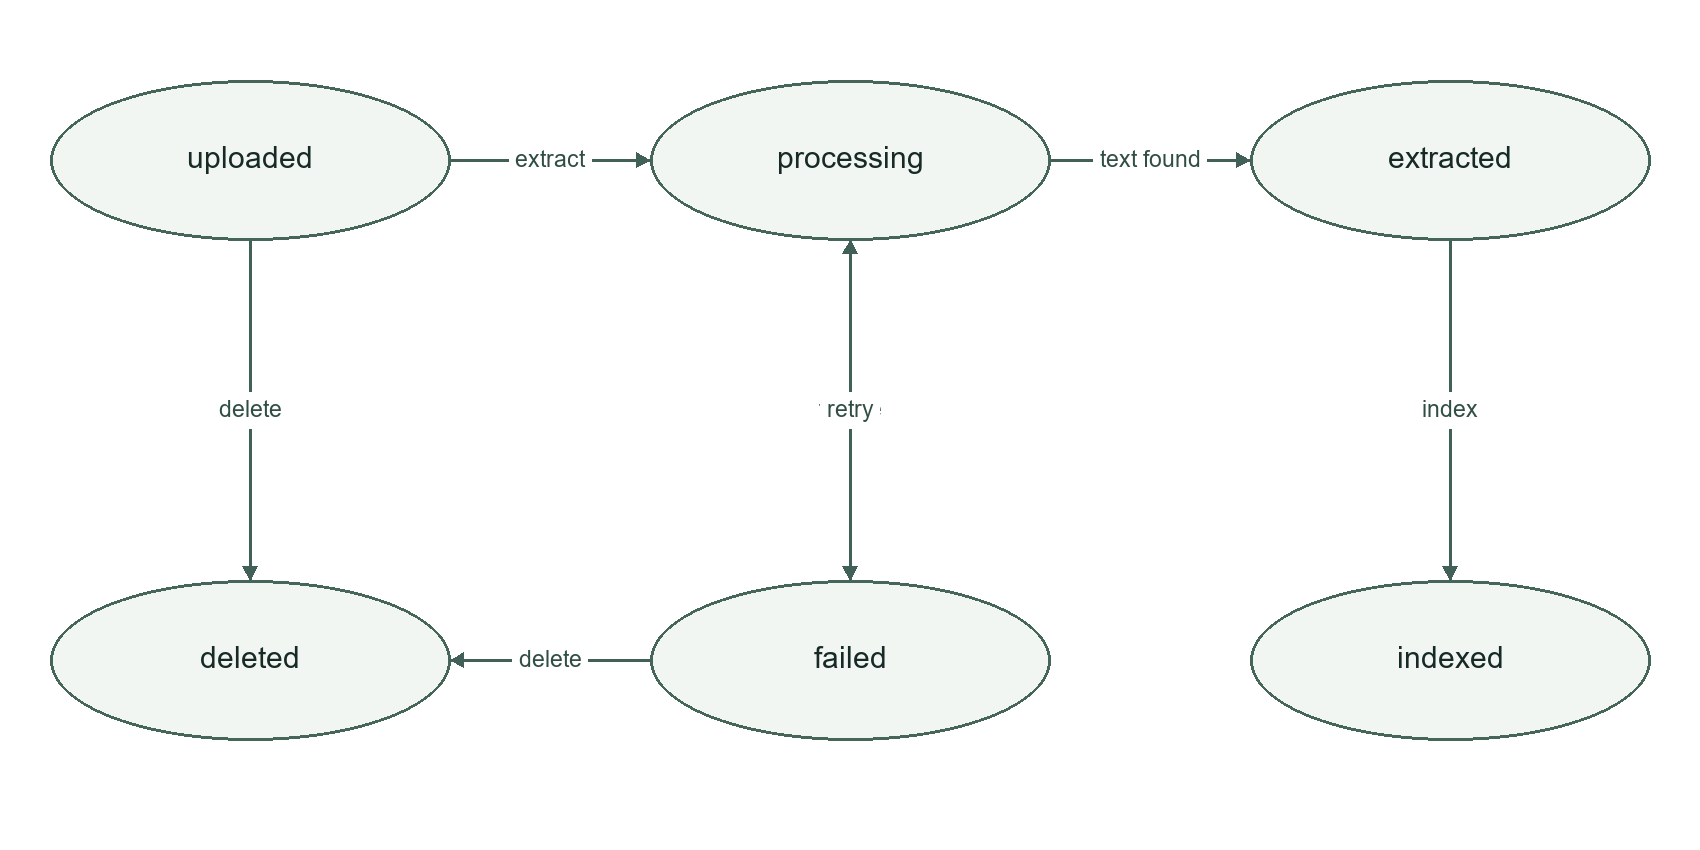 uploaded
extract
processing
text found
extracted
delete
retry
index
deleted
delete
failed
indexed